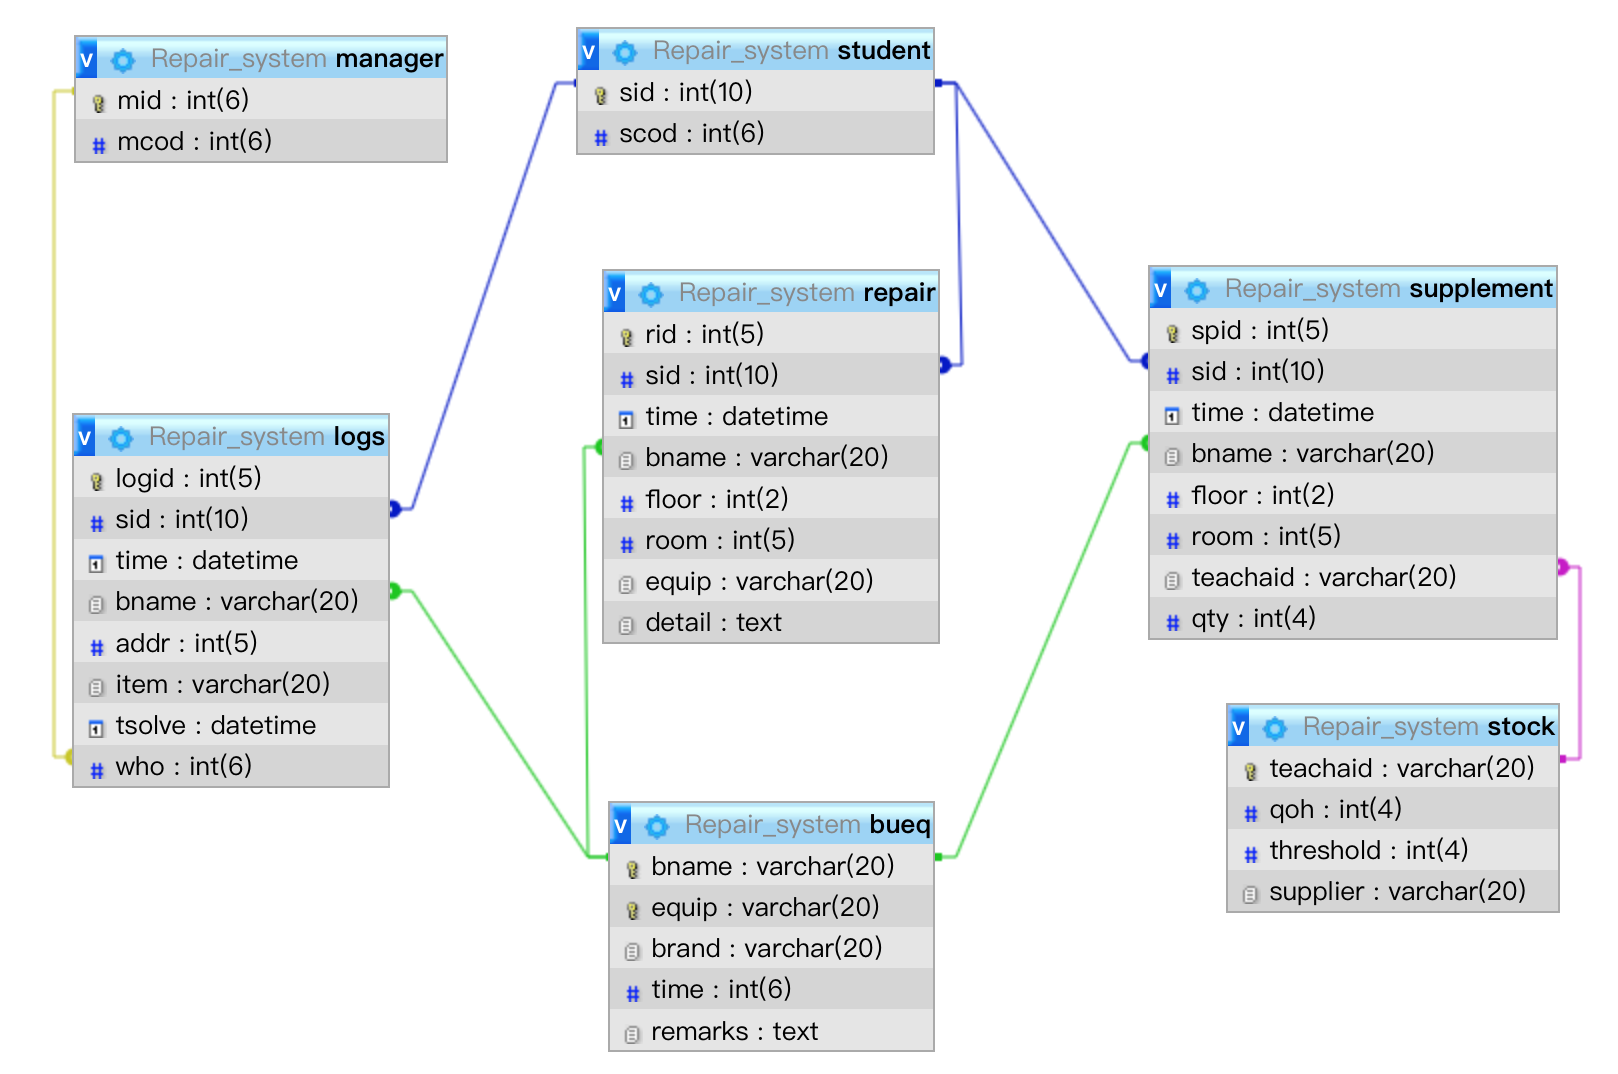 v Repair_system manager
mid : int(6)
mcod : int(6)
v Repair_system student
sid : int(10)
scod : int(6)
v Repair_system repair
rid : int(5)
sid : int(10)
time : datetime
bname : varchar(20)
floor : int(2)
room : int(5)
equip : varchar(20)
detail : text
v Repair_system supplement
spid : int(5)
sid : int(10)
time : datetime
bname : varchar(20)
floor : int(2)
room : int(5)
teachaid : varchar(20)
qty : int(4)
v Repair_system logs
logid : int(5)
sid : int(10)
time : datetime
bname : varchar(20)
addr : int(5)
item : varchar(20)
tsolve : datetime
who : int(6)
v Repair_system bueq
bname : varchar(20)
equip : varchar(20)
brand : varchar(20)
time : int(6)
remarks : text
v Repair_system stock
teachaid : varchar(20)
qoh : int(4)
threshold : int(4)
supplier : varchar(20)